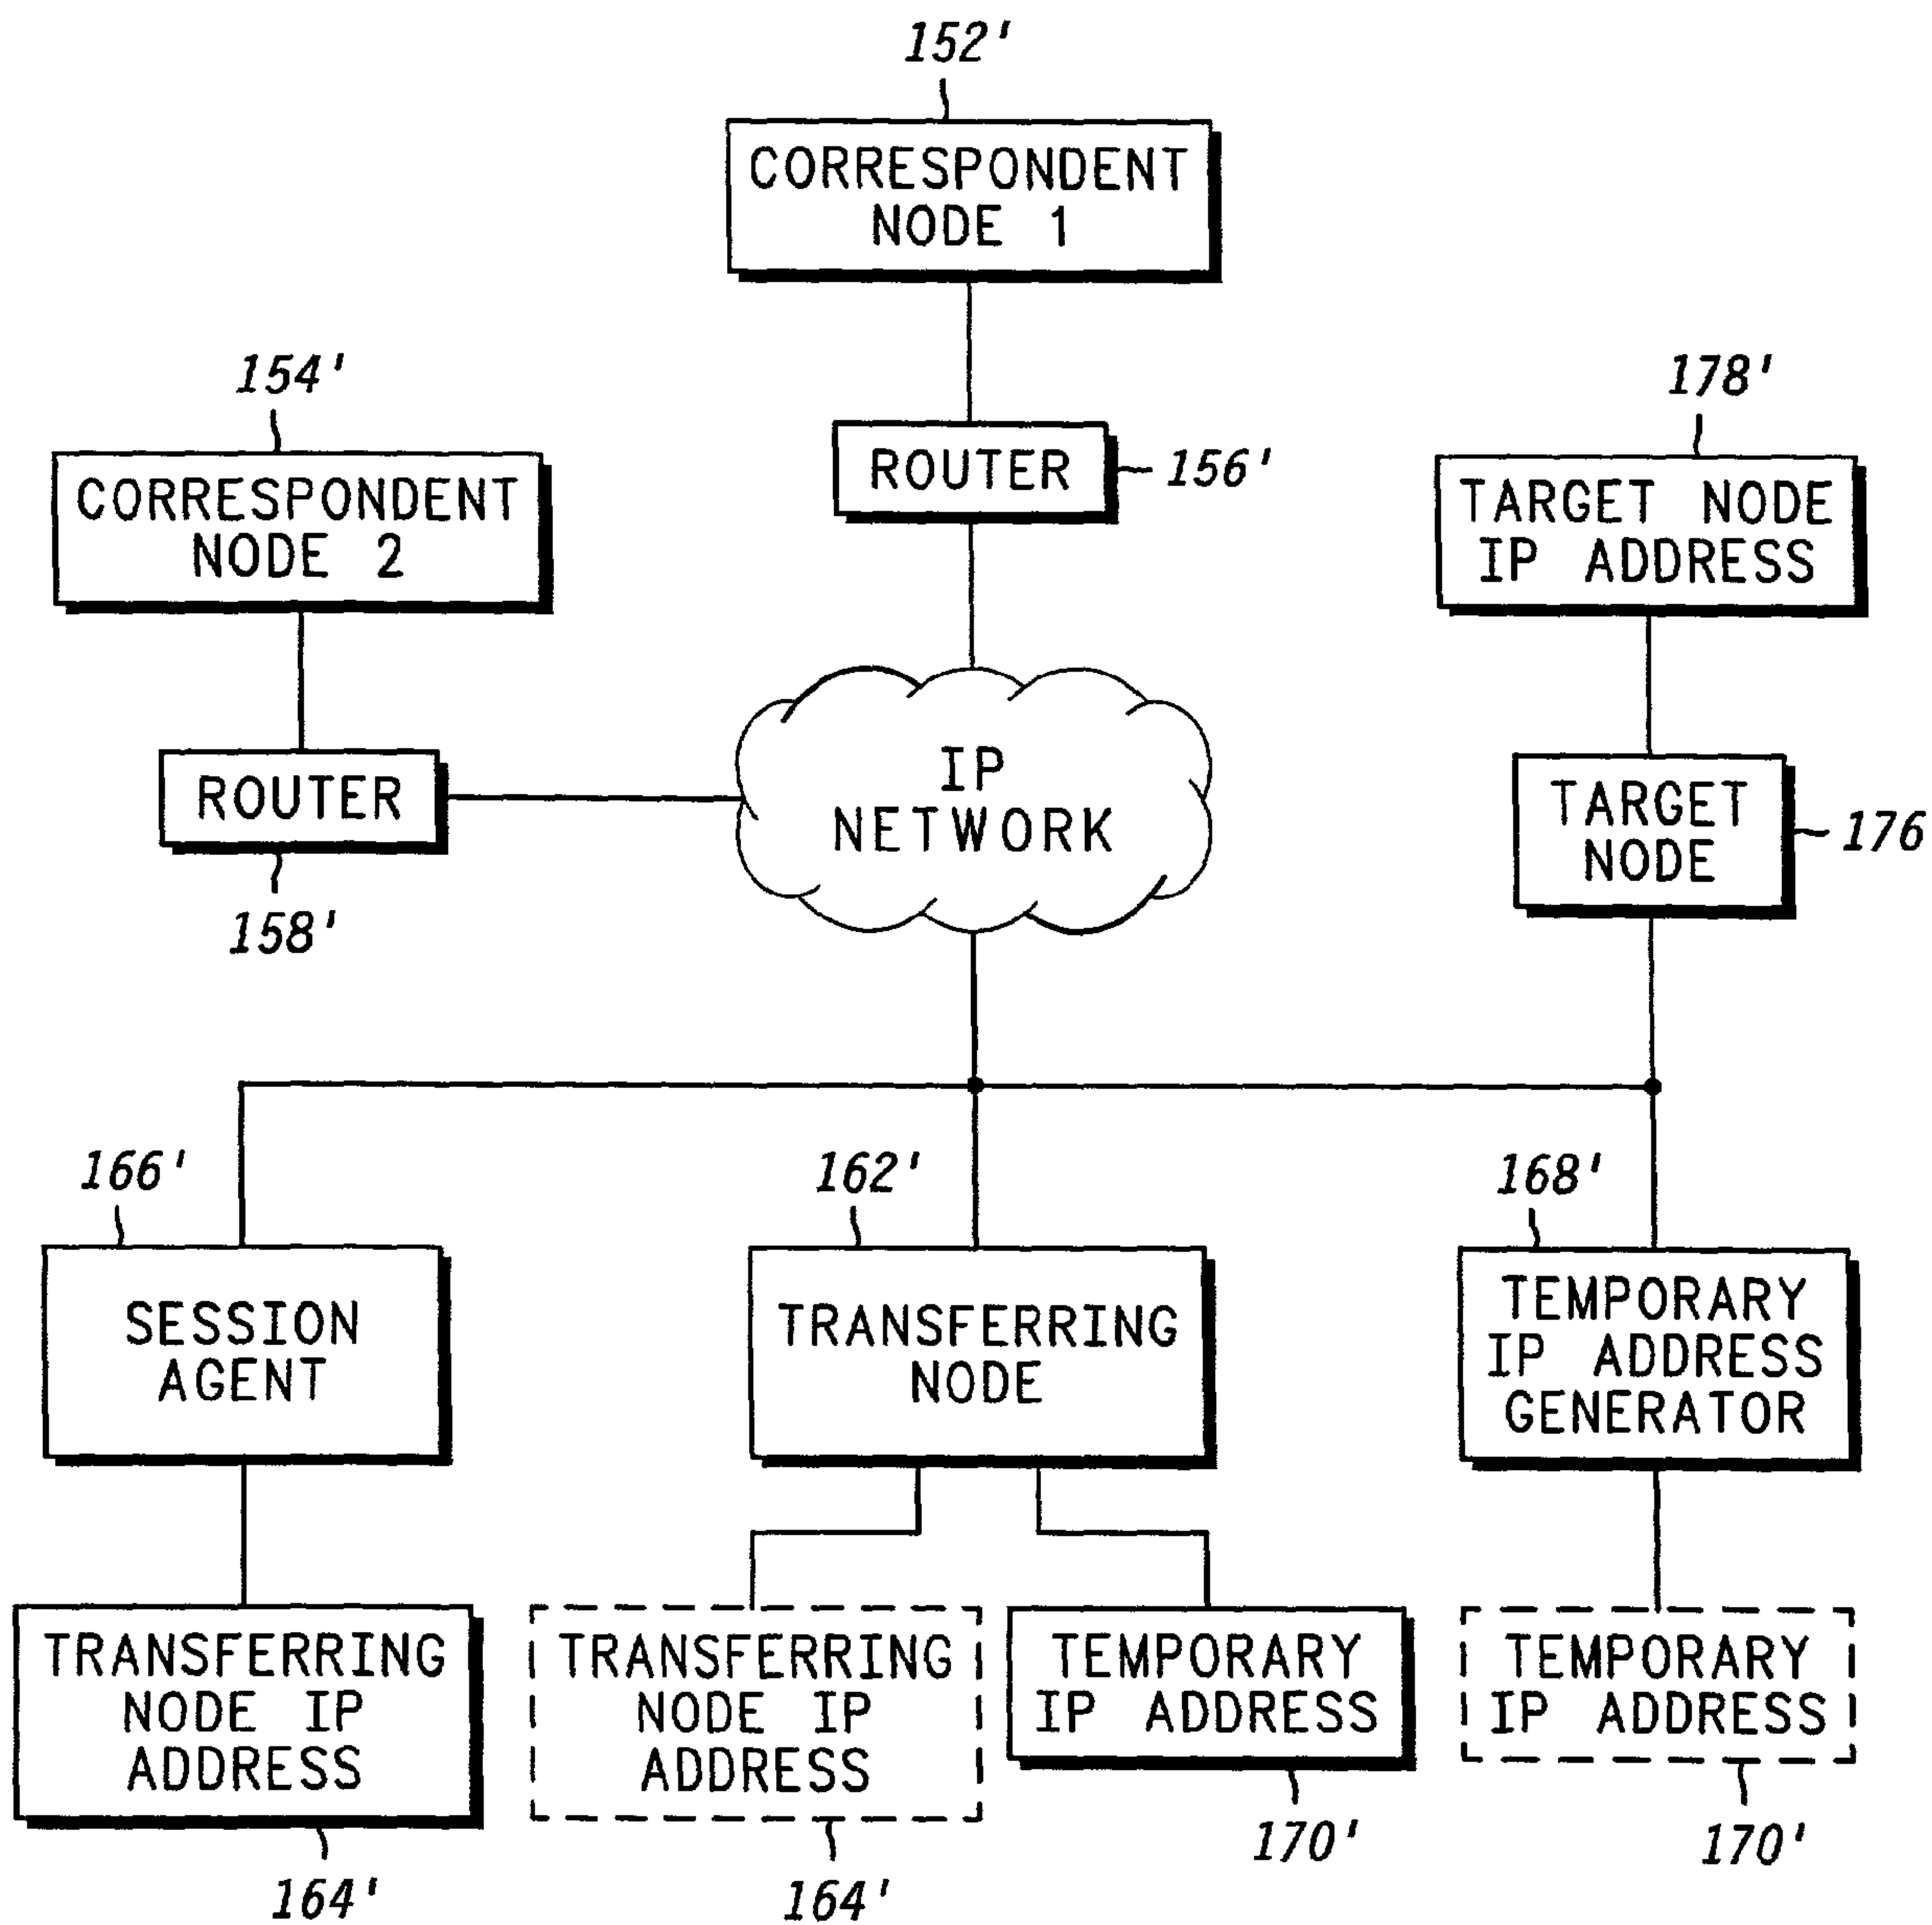 152'
CORRESPONDENT
NODE 1
154'
178'
ROUTER
156'
CORRESPONDENT
NODE 2
TARGET NODE
IP ADDRESS
IP
NETWORK
ROUTER
158'
TARGET
NODE
176
166'
162'
168'
SESSION
AGENT
TRANSFERRING
NODE
TEMPORARY
IP ADDRESS
GENERATOR
TRANSFERRING
NODE IP
ADDRESS
164'
TRANSFERRING
NODE IP
ADDRESS
164'
TEMPORARY
IP ADDRESS
170'
TEMPORARY
IP ADDRESS
170'